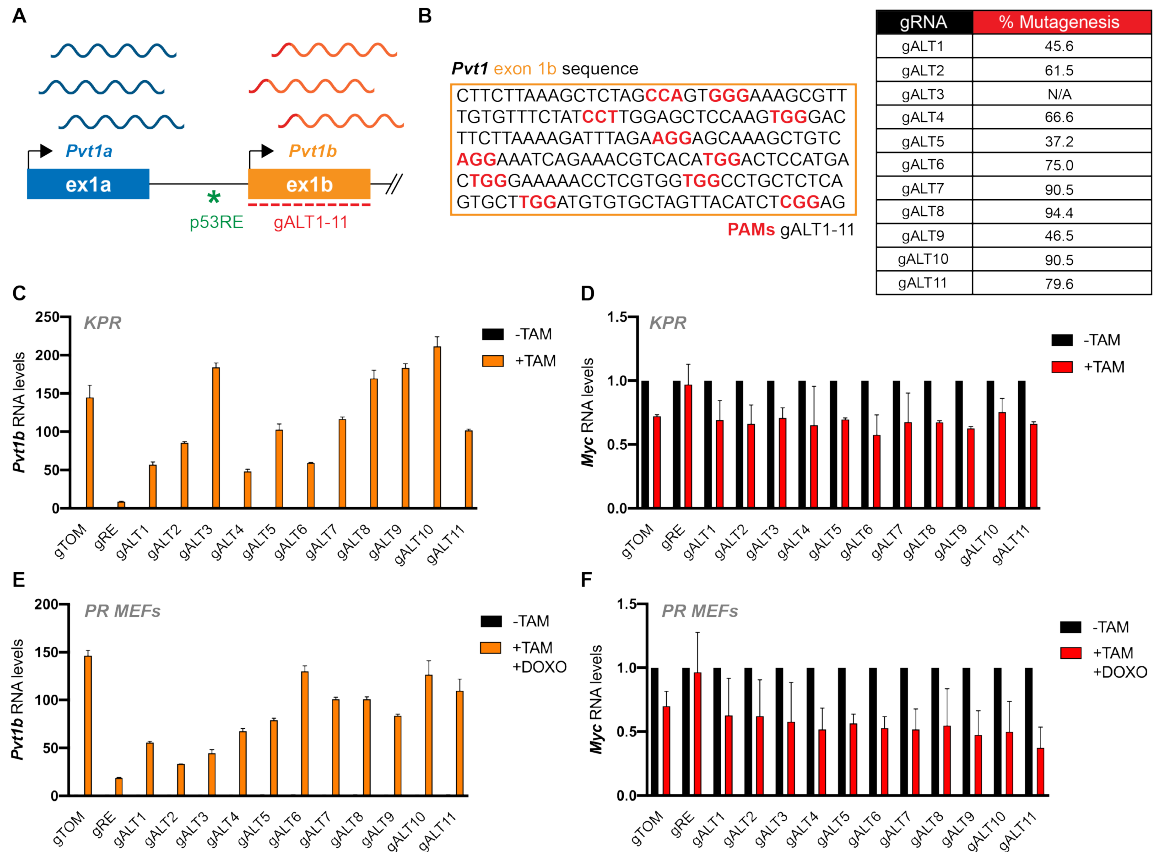 A
Pvt1a
Pvt1b
ex1a
ex1b
*
p53RE
gALT1-11
B
Pvt1 exon 1b sequence
CTTCTTAAAGCTCTAGCCAGTGGGAAAGCGTT
TGTGTTTCTATCCTTGGAGCTCCAAGTGGGAC
TTCTTAAAAGATTTAGAAGGAGCAAAGCTGTC
AGGAAATCAGAAACGTCACATGGACTCCATGA
CTGGGAAAAACCTCGTGGTGGCCTGCTCTCA
GTGCTTGGATGTGTGCTAGTTACATCTCGGAG
PAMs gALT1-11
gRNA % Mutagenesis
gALT1 45.6
gALT2 61.5
gALT3 N/A
gALT4 66.6
gALT5 37.2
gALT6 75.0
gALT7 90.5
gALT8 94.4
gALT9 46.5
gALT10 90.5
gALT11 79.6
C
KPR
Pvt1b RNA levels
250
200
150
100
50
0
-TAM
+TAM
gTOM gRE gALT1 gALT2 gALT3 gALT4 gALT5 gALT6 gALT7 gALT8 gALT9 gALT10 gALT11
D
KPR
Myc RNA levels
1.5
1.0
0.5
0.0
-TAM
+TAM
gTOM gRE gALT1 gALT2 gALT3 gALT4 gALT5 gALT6 gALT7 gALT8 gALT9 gALT10 gALT11
E
PR MEFs
Pvt1b RNA levels
200
150
100
50
0
-TAM
+TAM
+DOXO
gTOM gRE gALT1 gALT2 gALT3 gALT4 gALT5 gALT6 gALT7 gALT8 gALT9 gALT10 gALT11
F
PR MEFs
Myc RNA levels
1.5
1.0
0.5
0.0
-TAM
+TAM
+DOXO
gTOM gRE gALT1 gALT2 gALT3 gALT4 gALT5 gALT6 gALT7 gALT8 gALT9 gALT10 gALT11